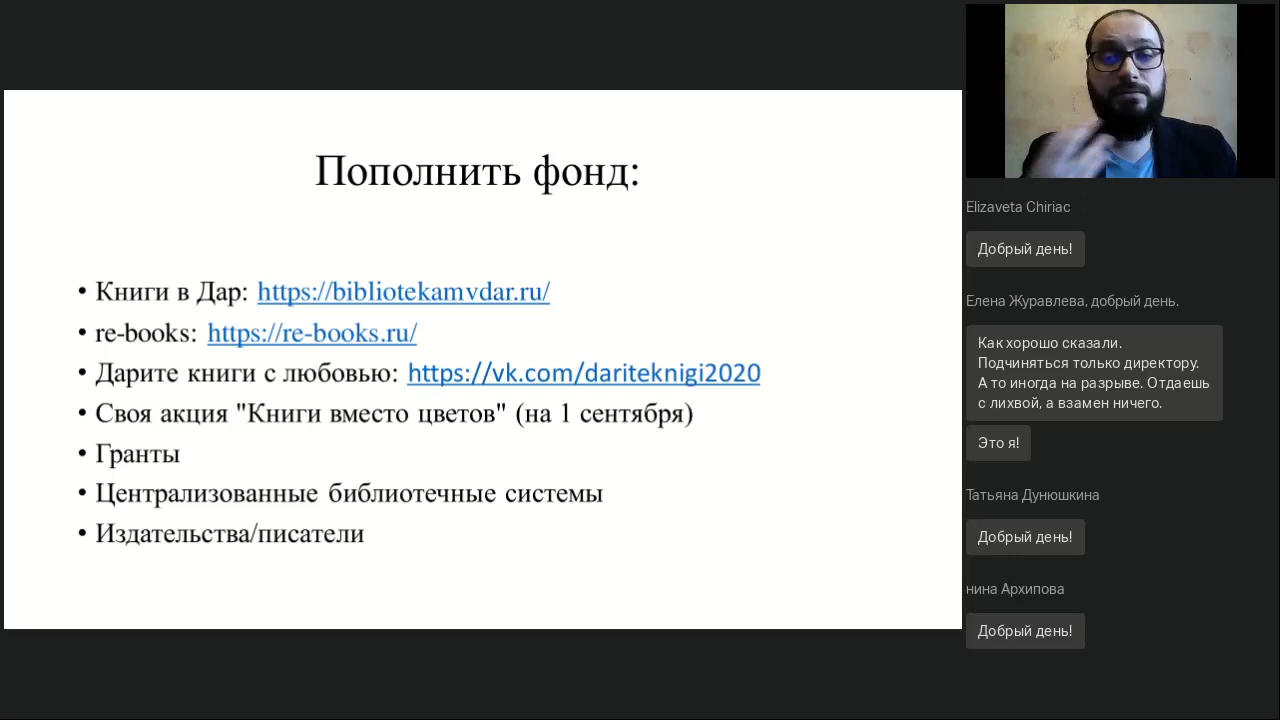 Пополнить фонд:
• Книги в Дар: https://bibliotekamvdar.ru/
• re-books: https://re-books.ru/
• Дарите книги с любовью: https://vk.com/dariteknigi2020
• Своя акция "Книги вместо цветов" (на 1 сентября)
• Гранты
• Централизованные библиотечные системы
• Издательства/писатели
Elizaveta Chiriac
Добрый день!
Елена Журавлева, добрый день.
Как хорошо сказали.
Подчиняться только директору.
А то иногда на разрыве. Отдаешь
с лихвой, а взамен ничего.
Это я!
Татьяна Дунюшкина
Добрый день!
нина Архипова
Добрый день!